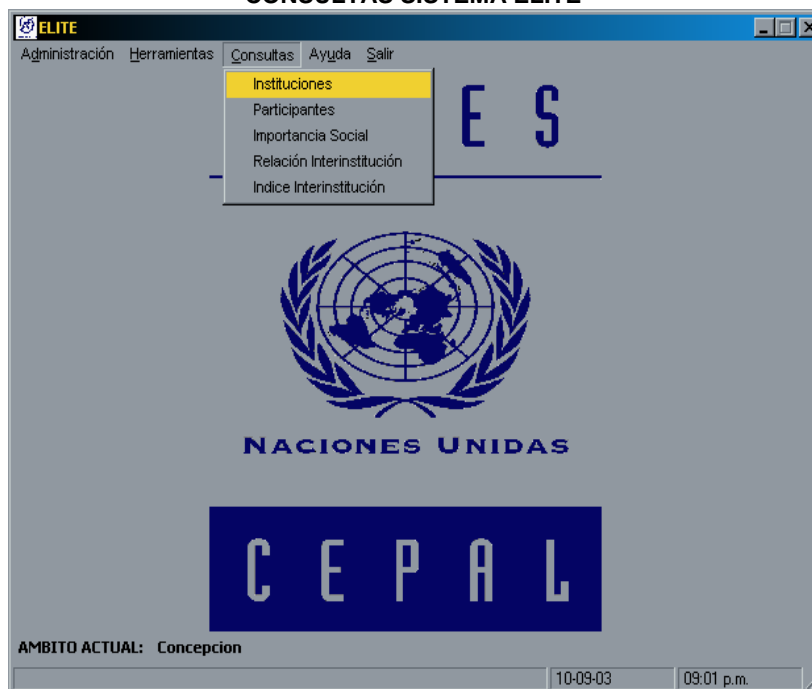 CONSULTAS SISTEMA ELITE
ELITE
Administración Herramientas Consultas Ayuda Salir
Instituciones
Participantes
Importancia Social
Relación Interinstitución
Indice Interinstitución
E S
NACIONES UNIDAS
CEPAL
AMBITO ACTUAL: Concepcion
10-09-03 09:01 p.m.